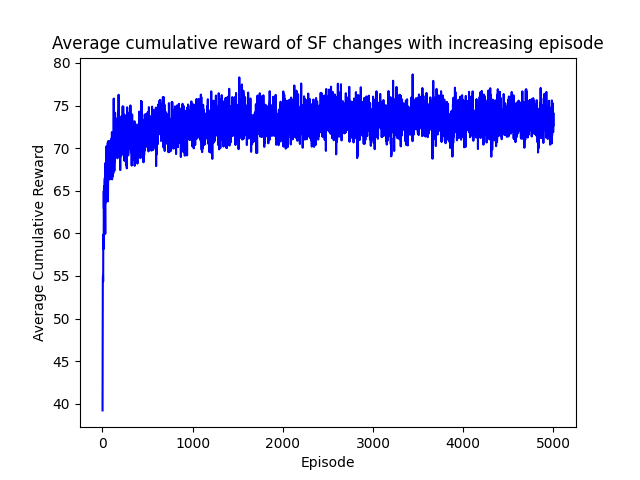 Average cumulative reward of SF changes with increasing episode
80
75
70
65
60
55
50
45
40
Average Cumulative Reward
0 1000 2000 3000 4000 5000
Episode